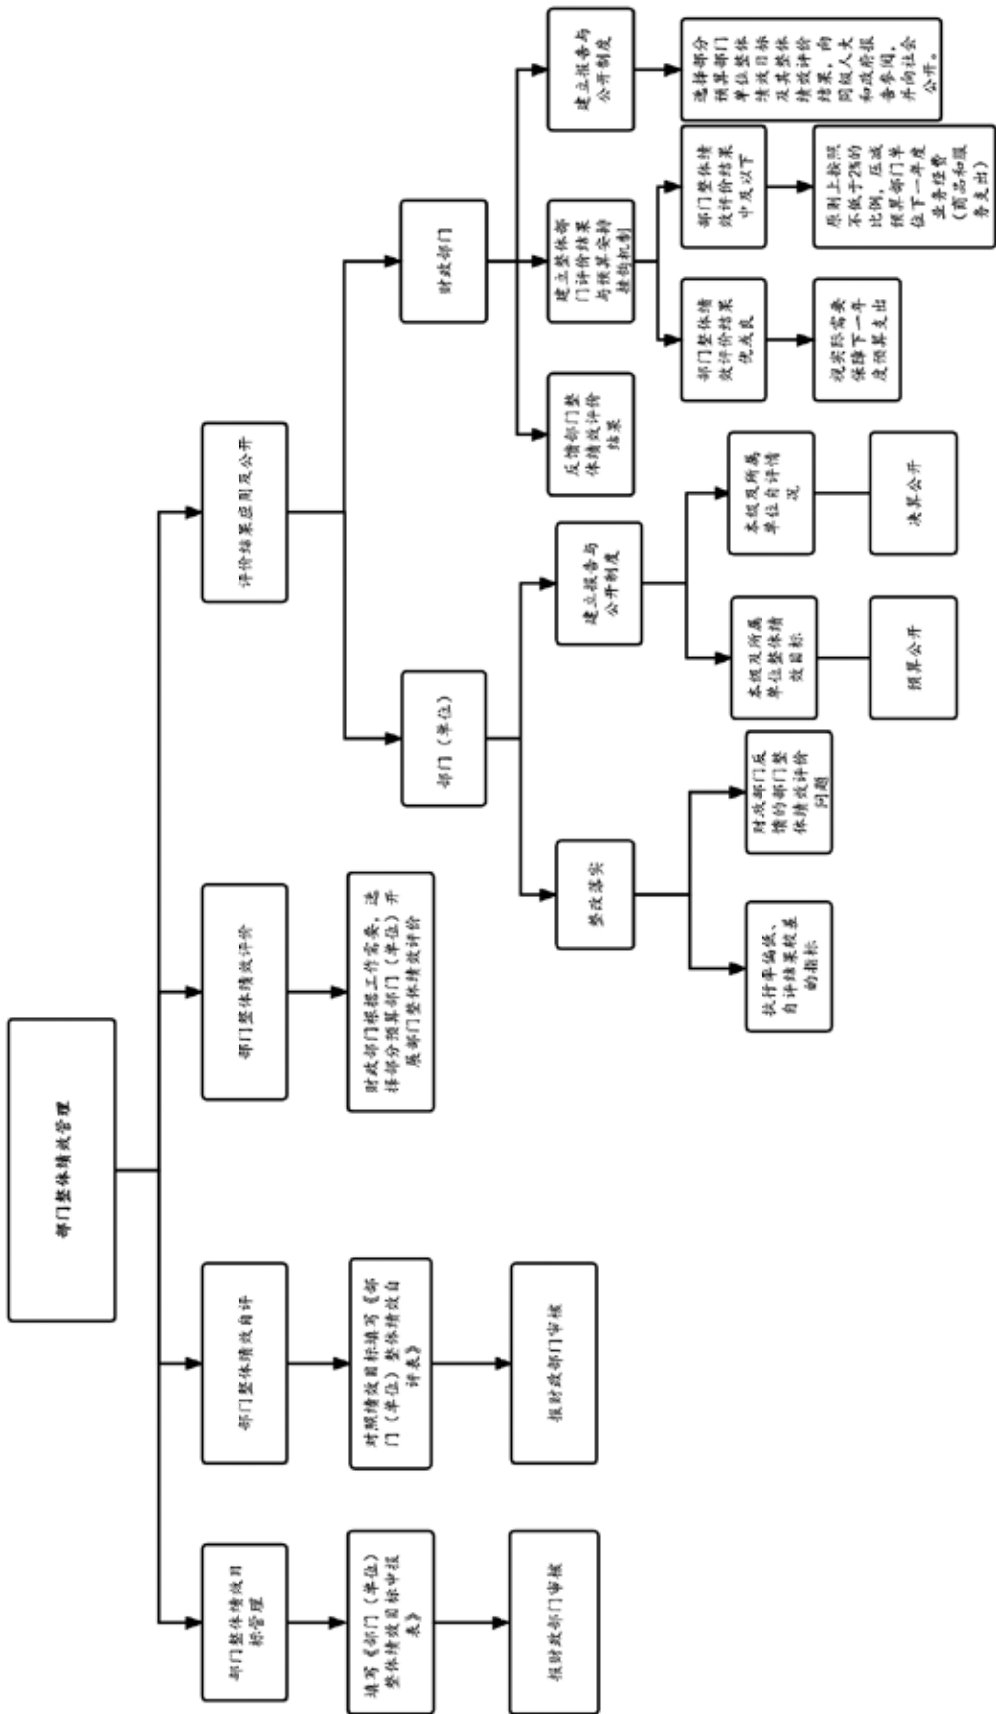 部门整体绩效管理
部门整体绩效目
标管理
部门整体绩效自评
部门整体绩效评价
评价结果应用及公开
填写《部门（单位）
整体绩效目标申报
表》
对照绩效目标填写《部
门（单位）整体绩效自
评表》
财政部门根据工作需要，选
择部分预算部门（单位）开
展部门整体绩效评价
部门（单位）
财政部门
报财政部门审核
报财政部门审核
整改落实
建立报告与
公开制度
反馈部门整
体绩效评价
结果
建立整体部
门评价结果
与预算安持
挂钩机制
建立报告与
公开制度
执行率偏低、
自评结果较差
的指标
财政部门反
馈的部门整
体绩效评价
问题
本级及所属
单位整体绩
效目标
本级及所属
单位自评情
况
部门整体绩
效评价结果
优或良
部门整体绩
效评价结果
中及以下
选择部分
预算部门
单位整体
绩效目标
及其整体
绩效评价
结果，向
同级人大
和政府报
告参阅，
并向社会
公开。
预算公开
决算公开
视实际需要
保障下一年
度预算支出
原则上按照
不低于2%的
比例，压减
预算部门单
位下一年度
业务经费
（商品和服
务支出）